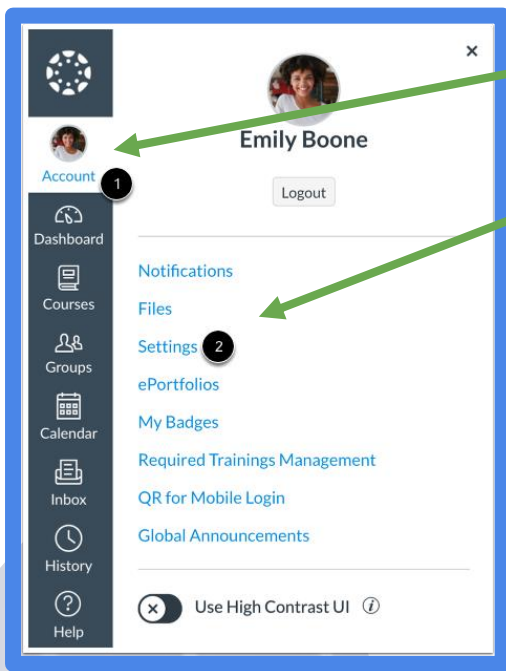 ×
Emily Boone
Logout
Account
1
Dashboard
Courses
Groups
Calendar
Inbox
History
Help
Notifications
Files
Settings 2
ePortfolios
My Badges
Required Trainings Management
QR for Mobile Login
Global Announcements
Use High Contrast UI i